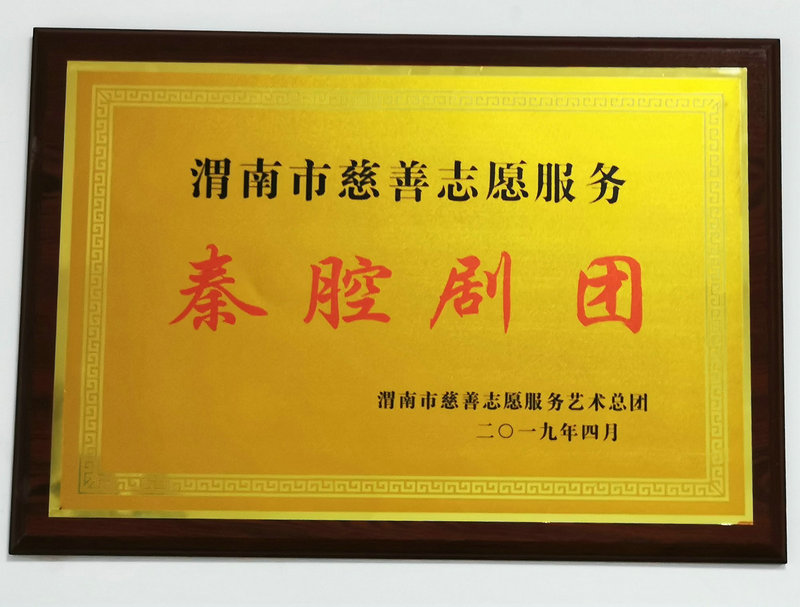 渭南市慈善志愿服务
秦腔剧团
渭南市慈善志愿服务艺术总团
二〇一九年四月